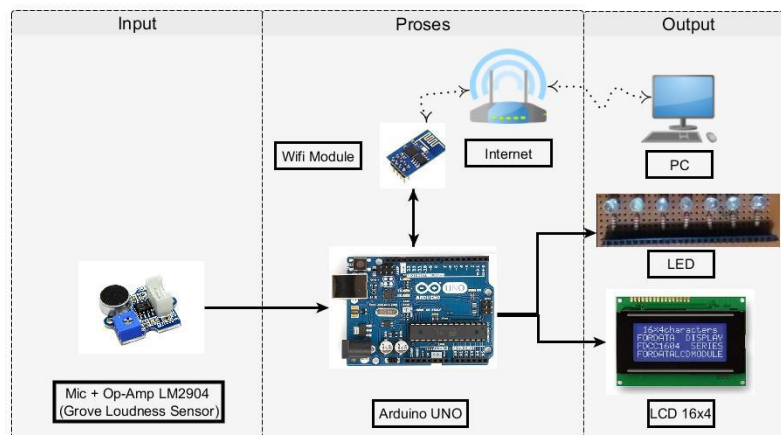 Input
Proses
Output
Wifi Module
Internet
PC
LED
ARDUINO
UNO
16x4characters
FORDATA DISPLAY
FDCC1604 SERIES
FORDATALCDMODULE
Mic + Op-Amp LM2904
(Grove Loudness Sensor)
Arduino UNO
LCD 16x4